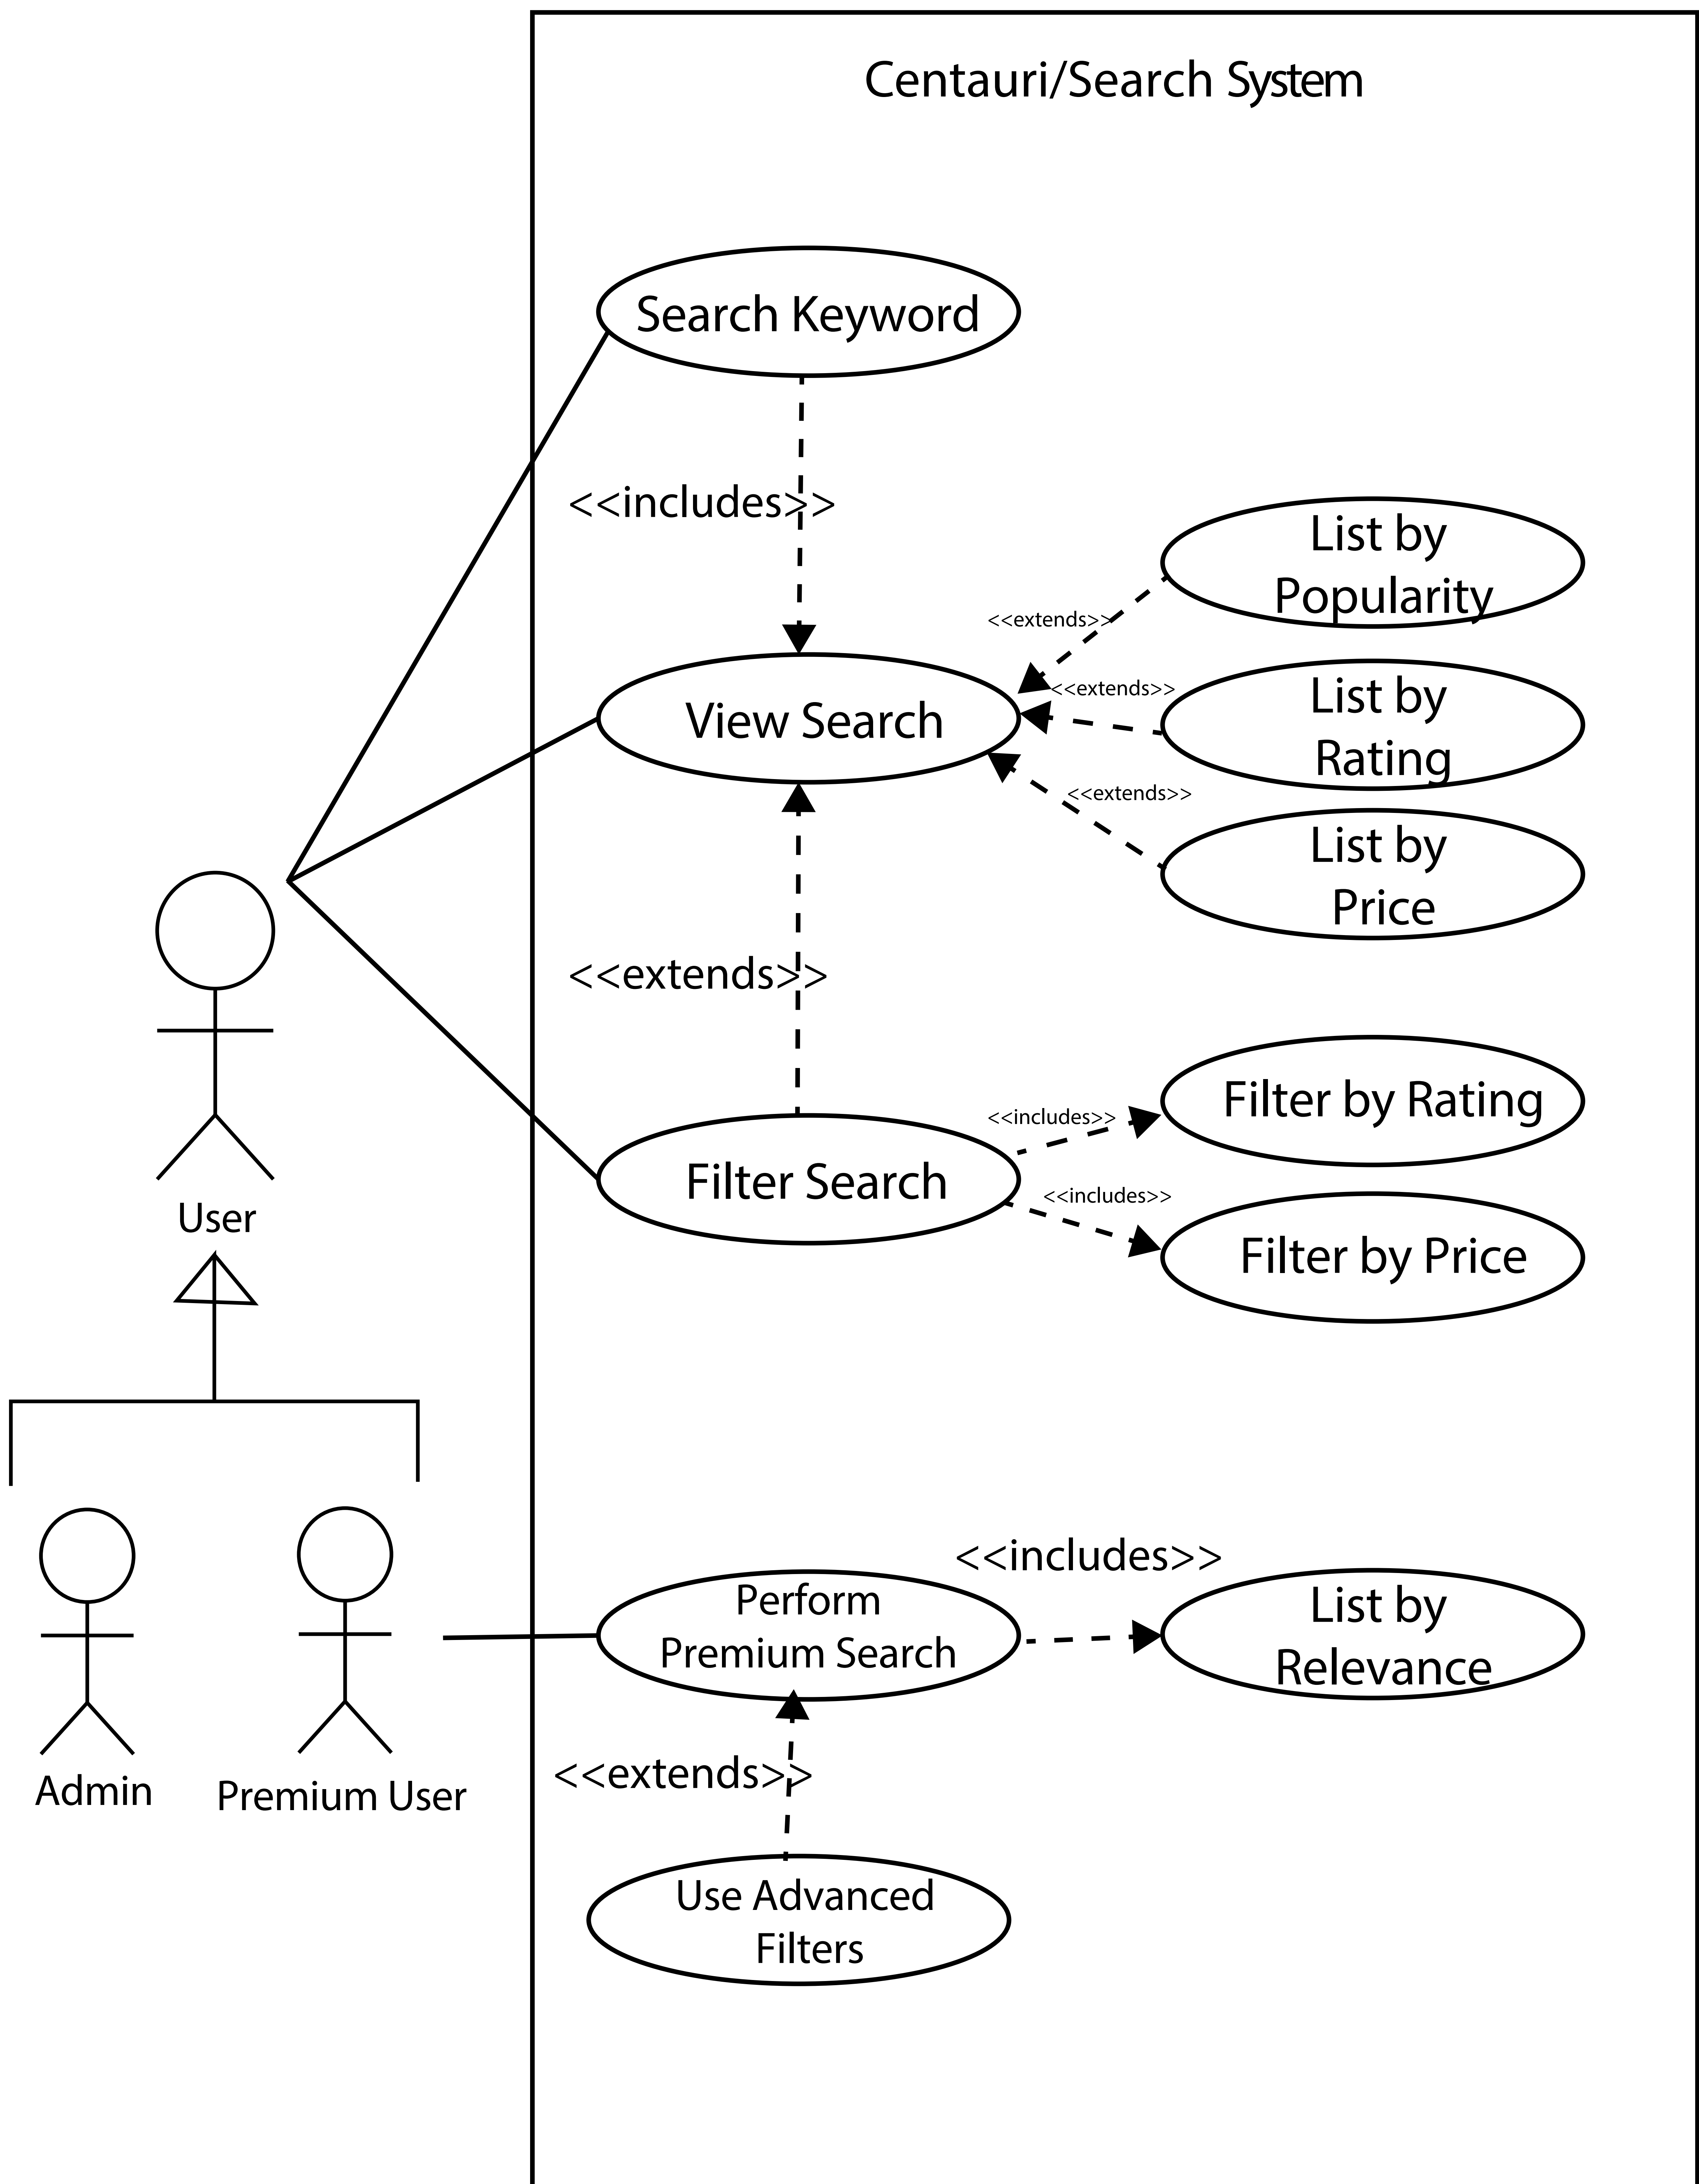 Centauri/Search System
Search Keyword
<<includes>>
List by
Popularity
<<extends>>
<<extends>>
List by
Rating
View Search
<<extends>>
List by
Price
<<extends>>
Filter by Rating
<<includes>>
Filter Search
<<includes>>
User
Filter by Price
<<includes>>
Perform
Premium Search
List by
Relevance
<<extends>>
Admin
Premium User
Use Advanced
Filters